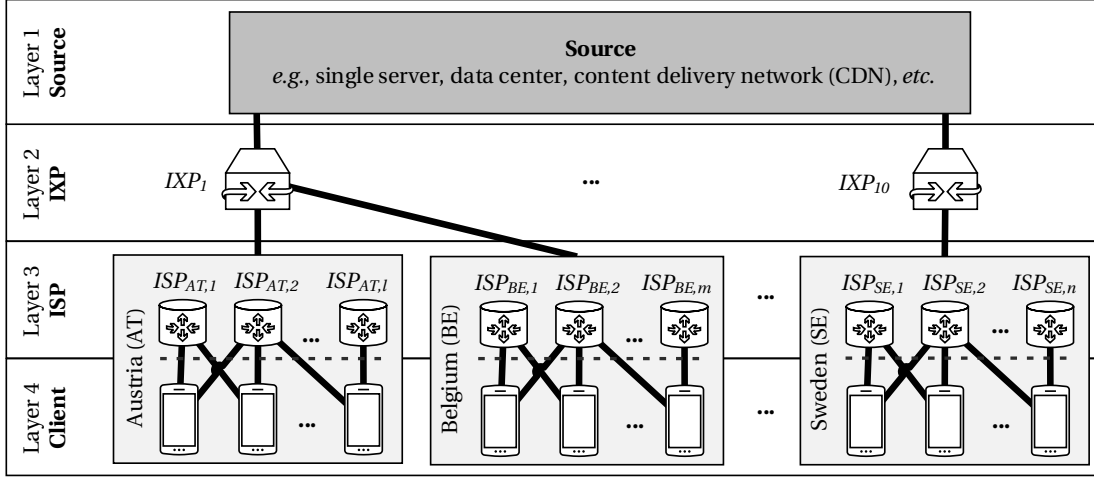 Layer 1
Source
Source
e.g., single server, data center, content delivery network (CDN), etc.
Layer 2
IXP
IXP1
...
IXP10
Layer 3
ISP
Austria (AT)
ISPAT,1
ISPAT,2
ISPAT,l
...
Belgium (BE)
ISPBE,1
ISPBE,2
ISPBE,m
...
...
Sweden (SE)
ISPSE,1
ISPSE,2
ISPSE,n
...
Layer 4
Client
...
...
...
...